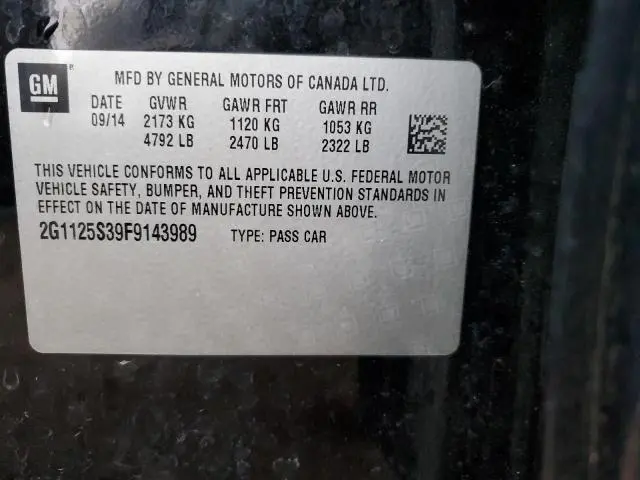 GM
®
MFD BY GENERAL MOTORS OF CANADA LTD.
DATE GVWR GAWR FRT GAWR RR
09/14 2173 KG 1120 KG 1053 KG
4792 LB 2470 LB 2322 LB
THIS VEHICLE CONFORMS TO ALL APPLICABLE U.S. FEDERAL MOTOR
VEHICLE SAFETY, BUMPER, AND THEFT PREVENTION STANDARDS IN
EFFECT ON THE DATE OF MANUFACTURE SHOWN ABOVE.
2G1125S39F9143989 TYPE: PASS CAR